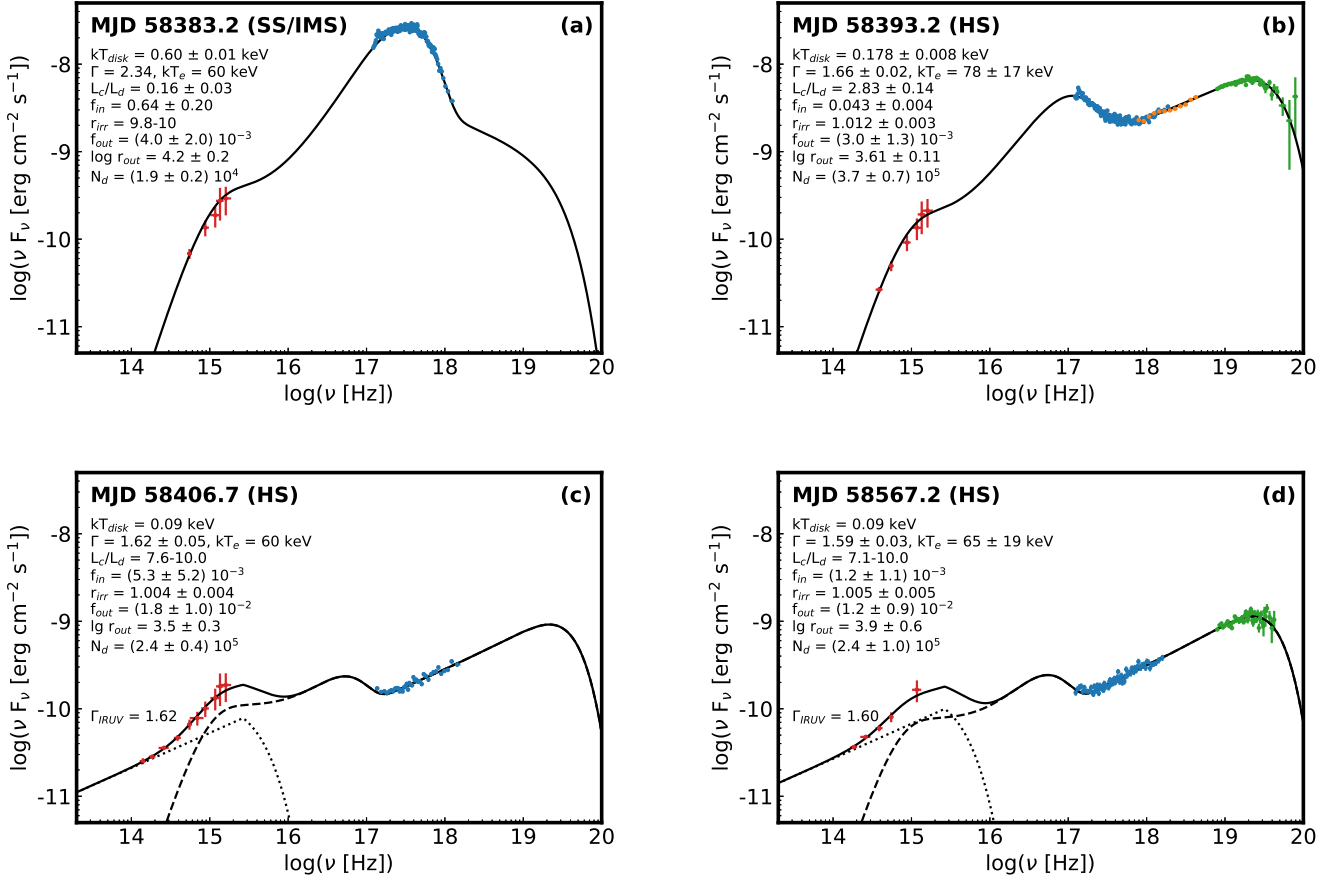 MJD 58383.2 (SS/IMS) (a)
kT_disk = 0.60 ± 0.01 keV
Γ = 2.34, kT_e = 60 keV
L_c/L_d = 0.16 ± 0.03
f_in = 0.64 ± 0.20
r_irr = 9.8-10
f_out = (4.0 ± 2.0) 10^-3
log r_out = 4.2 ± 0.2
N_d = (1.9 ± 0.2) 10^4
log(ν F_ν [erg cm^-2 s^-1])
-8
-9
-10
-11
14 15 16 17 18 19 20
log(ν [Hz])
MJD 58393.2 (HS) (b)
kT_disk = 0.178 ± 0.008 keV
Γ = 1.66 ± 0.02, kT_e = 78 ± 17 keV
L_c/L_d = 2.83 ± 0.14
f_in = 0.043 ± 0.004
r_irr = 1.012 ± 0.003
f_out = (3.0 ± 1.3) 10^-3
lg r_out = 3.61 ± 0.11
N_d = (3.7 ± 0.7) 10^5
log(ν F_ν [erg cm^-2 s^-1])
-8
-9
-10
-11
14 15 16 17 18 19 20
log(ν [Hz])
MJD 58406.7 (HS) (c)
kT_disk = 0.09 keV
Γ = 1.62 ± 0.05, kT_e = 60 keV
L_c/L_d = 7.6-10.0
f_in = (5.3 ± 5.2) 10^-3
r_irr = 1.004 ± 0.004
f_out = (1.8 ± 1.0) 10^-2
lg r_out = 3.5 ± 0.3
N_d = (2.4 ± 0.4) 10^5
Γ_IRUV = 1.62
log(ν F_ν [erg cm^-2 s^-1])
-8
-9
-10
-11
14 15 16 17 18 19 20
log(ν [Hz])
MJD 58567.2 (HS) (d)
kT_disk = 0.09 keV
Γ = 1.59 ± 0.03, kT_e = 65 ± 19 keV
L_c/L_d = 7.1-10.0
f_in = (1.2 ± 1.1) 10^-3
r_irr = 1.005 ± 0.005
f_out = (1.2 ± 0.9) 10^-2
lg r_out = 3.9 ± 0.6
N_d = (2.4 ± 1.0) 10^5
Γ_IRUV = 1.60
log(ν F_ν [erg cm^-2 s^-1])
-8
-9
-10
-11
14 15 16 17 18 19 20
log(ν [Hz])